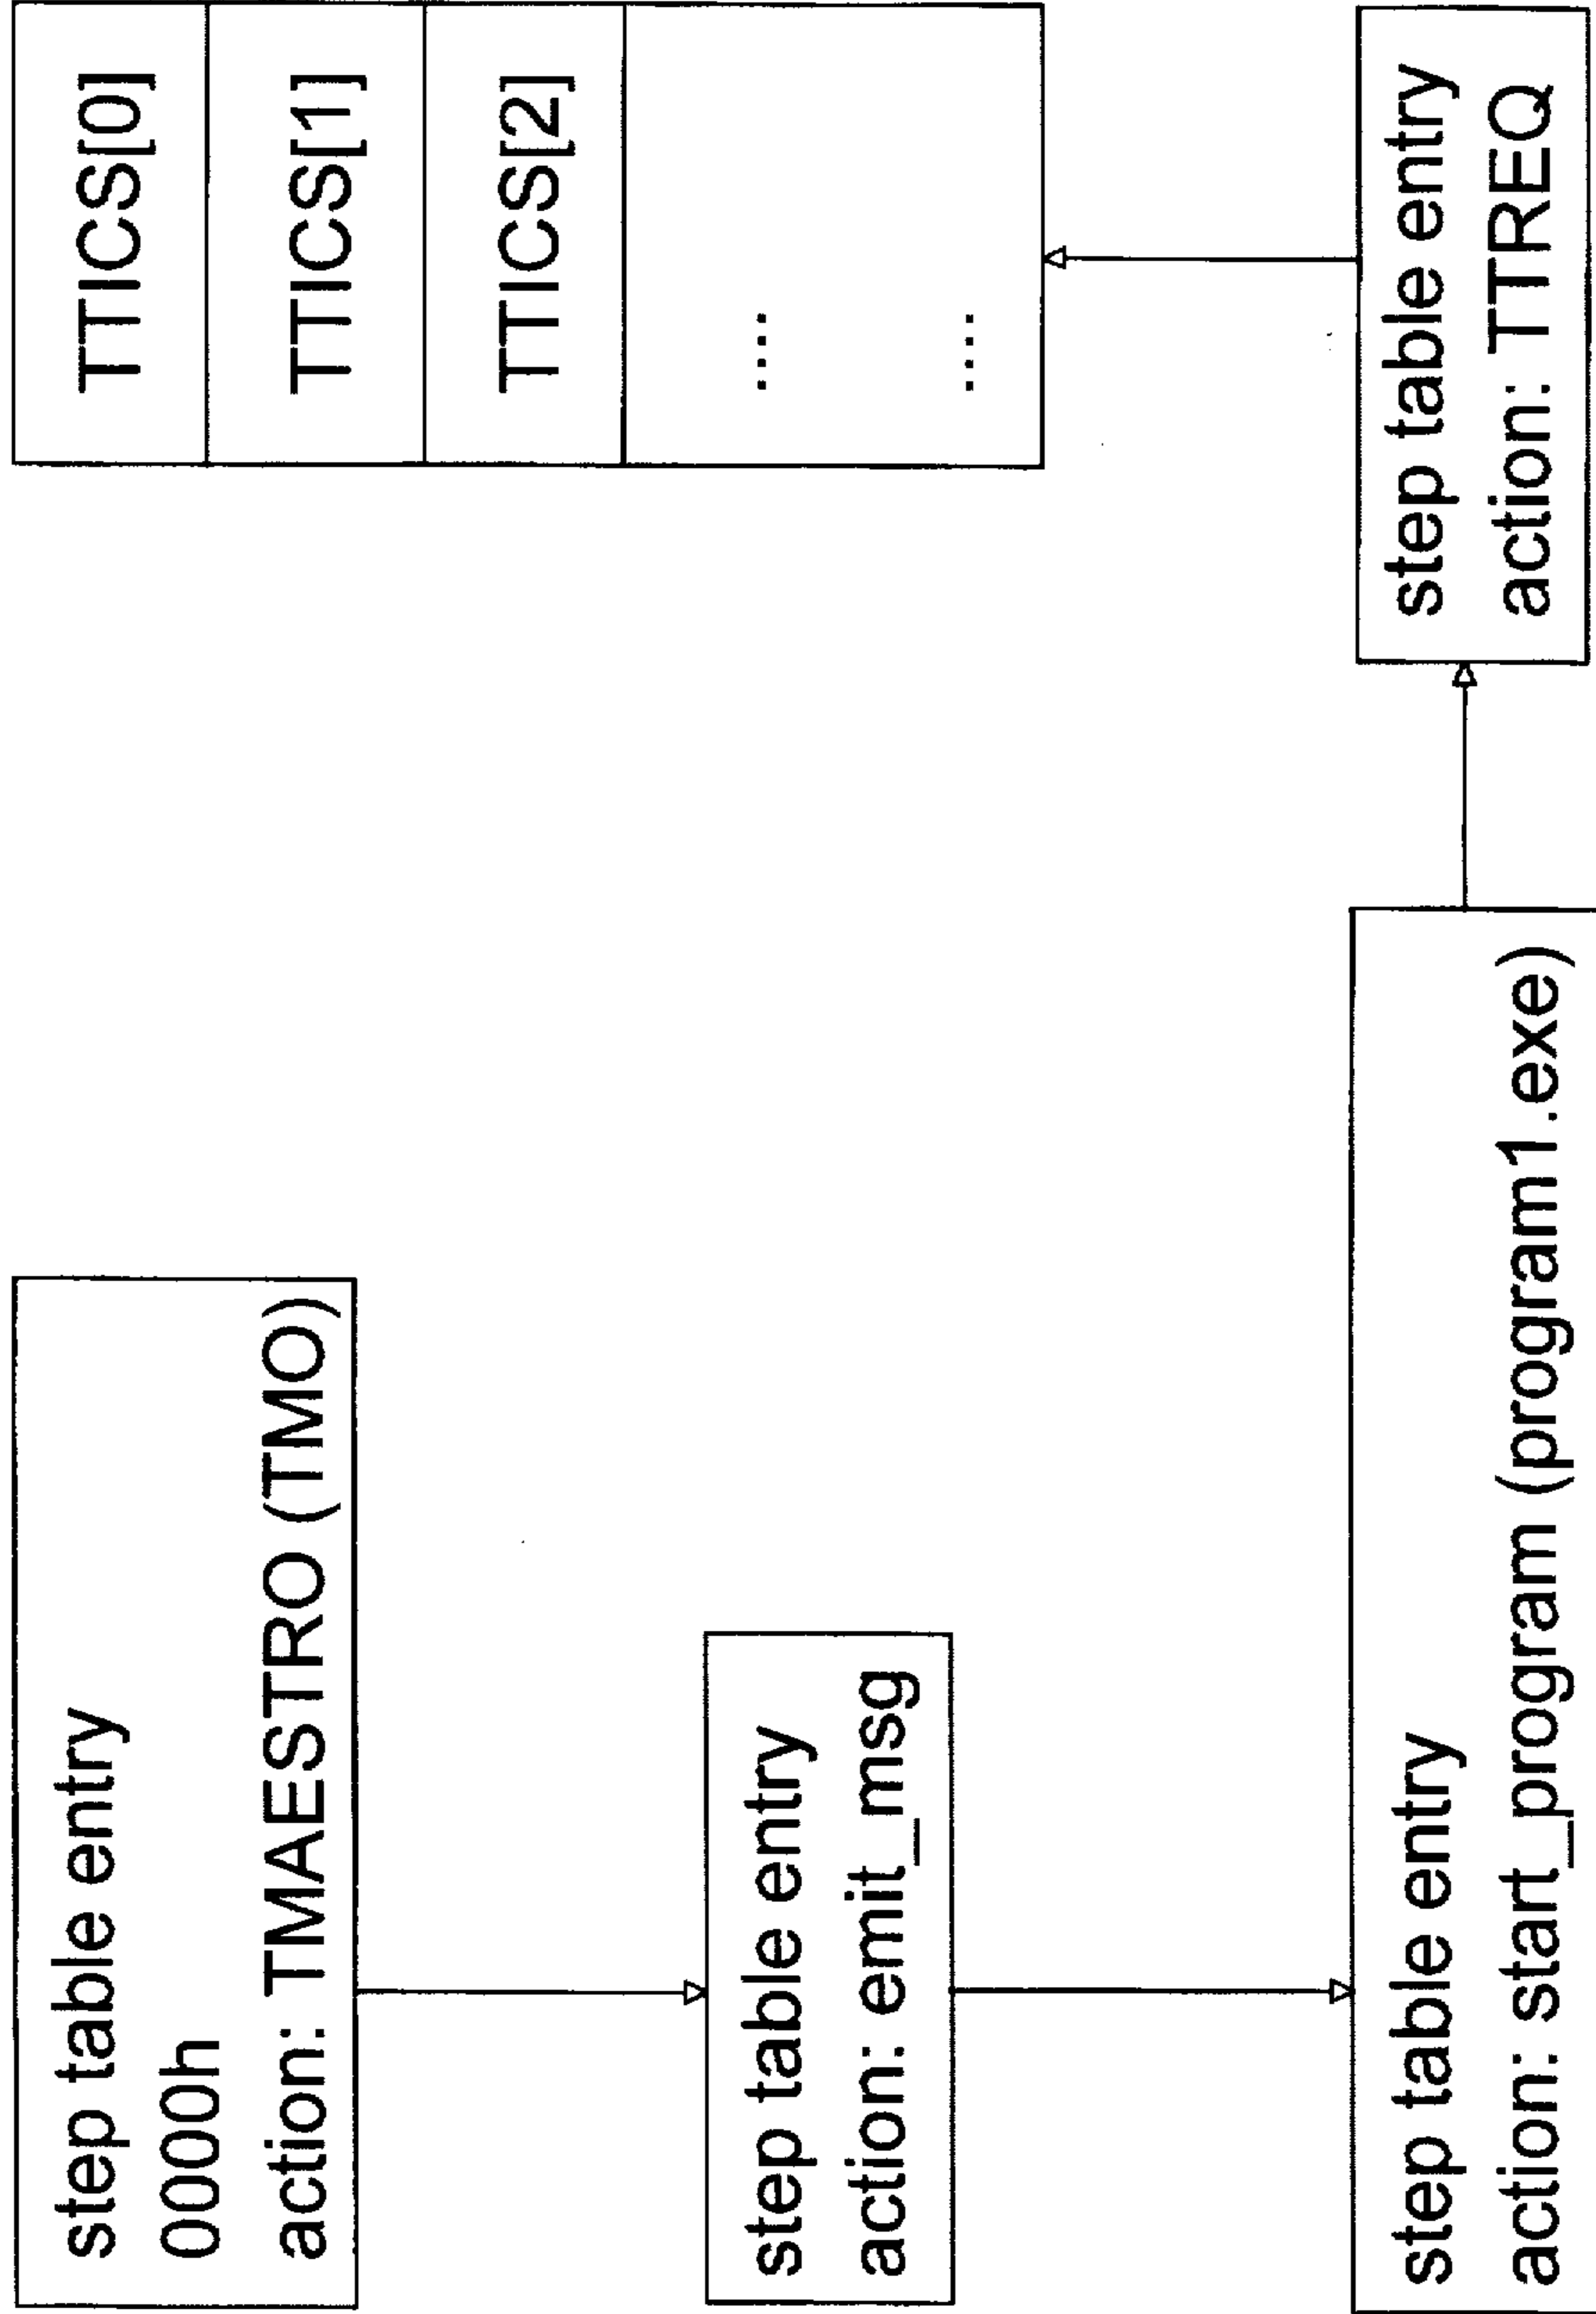 step table entry
0000h
action: TMAESTRO (TMO)
step table entry
action: emit_msg
step table entry
action: start_program (program1.exe)
step table entry
action: TTREQ
TTICS[0]
TTICS[1]
TTICS[2]
....
....